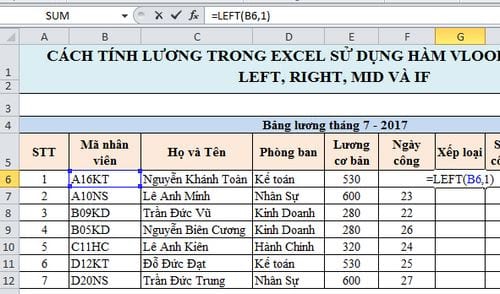 SUM
fx =LEFT(B6,1)
A B C D E F G
1 CÁCH TÍNH LƯƠNG TRONG EXCEL SỬ DỤNG HÀM VLOO
2 LEFT, RIGHT, MID VÀ IF
3
4 Bảng lương tháng 7 - 2017
5 STT Mã nhân viên Họ và Tên Phòng ban Lương cơ bản Ngày công Xếp loại
6 1 A16KT Nguyễn Khánh Toàn Kế toán 530 =LEFT(B6,1)
7 2 A10NS Lê Anh Minh Nhân Sự 600 23
8 3 B09KD Trần Đức Vũ Kinh Doanh 280 22
9 4 B05KD Nguyễn Biên Cương Kinh Doanh 280 26
10 5 C11HC Lê Anh Kiên Hành Chính 320 24
11 6 D12KT Đỗ Đức Đạt Kế toán 530 25
12 7 D20NS Trần Đức Trung Nhân Sự 600 27